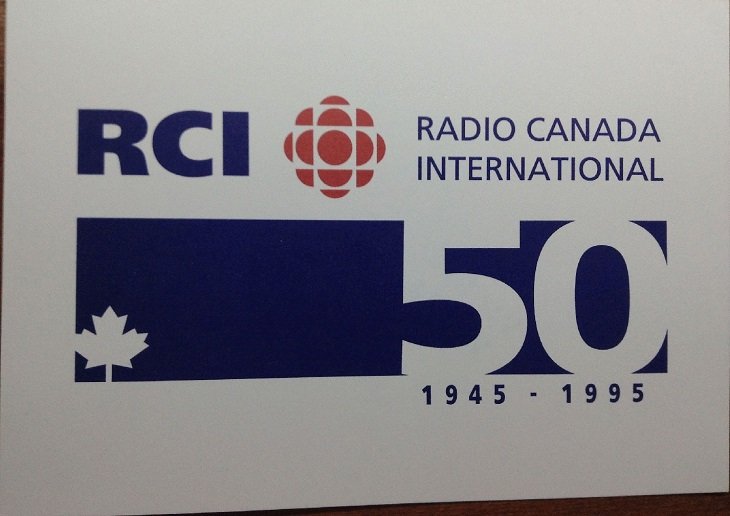 RCI
RADIO CANADA
INTERNATIONAL
50
1945 - 1995